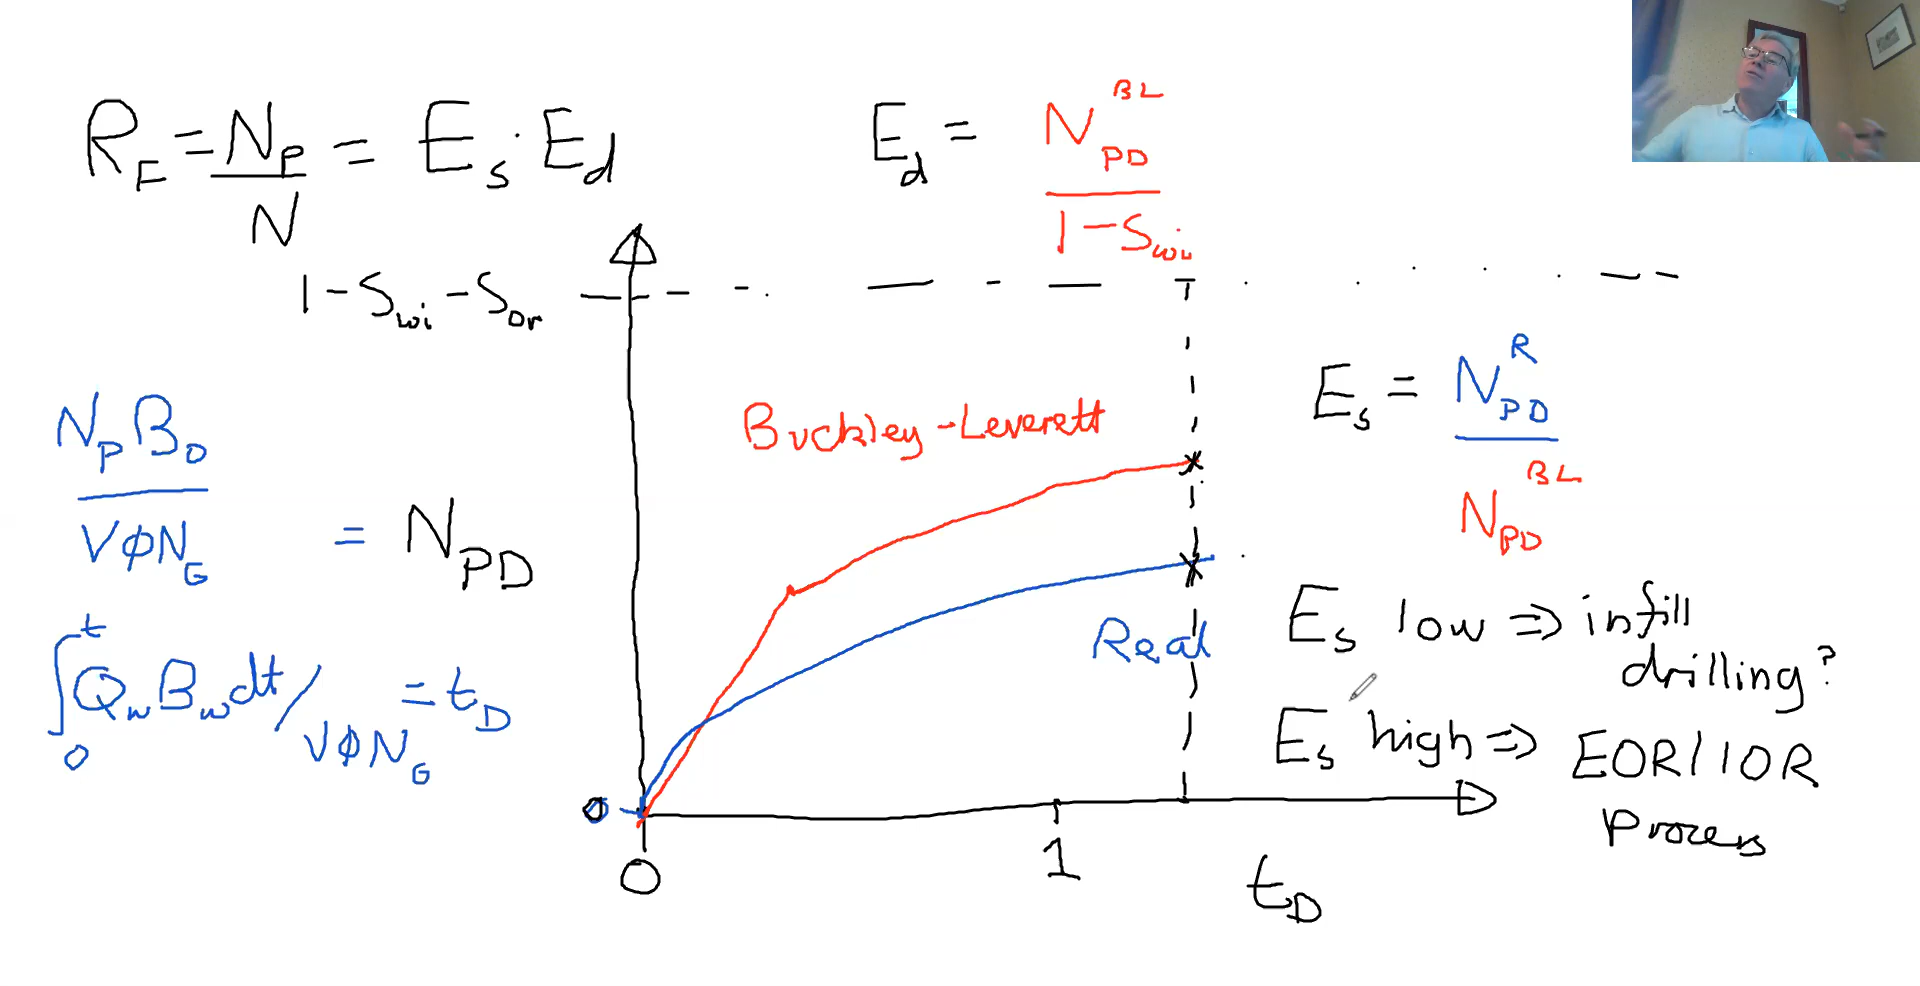 R_F = N_P / N = E_s · E_d
E_d = N_PD^BL / 1 - S_wi
1 - S_wi - S_or
N_P B_o / V φ N_G = N_PD
∫_0^t Q_w B_w dt / V φ N_G = t_D
Buckley-Leverett
Real
E_s = N_PD^R / N_PD^BL
E_s low ⇒ infill
drilling?
E_s high ⇒ EOR/IOR
Process
0
0
1
t_D